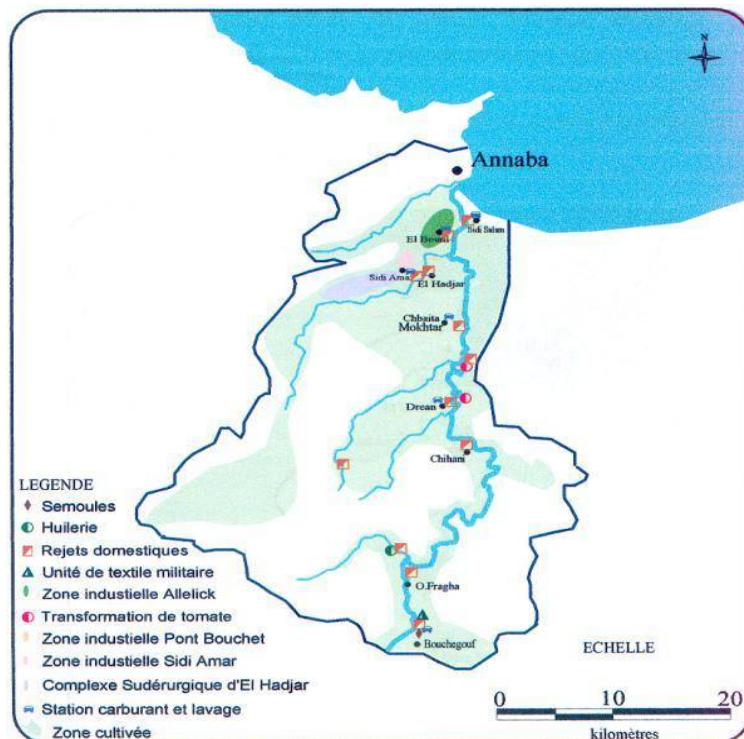 N
Annaba
Sidi Salam
El Bouni
Sidi Amar
El Hadjar
Chbaita
Mokhtar
Drean
Chihani
LEGENDE
Semoules
Huilerie
Rejets domestiques
Unité de textile militaire
Zone industielle Allelick
Transformation de tomate
Zone industielle Pont Bouchet
Zone industielle Sidi Amar
Complexe Sudérurgique d'El Hadjar
Station carburant et lavage
Zone cultivée
O.Fragha
Bouchegouf
ECHELLE
0 10 20
kilomètres